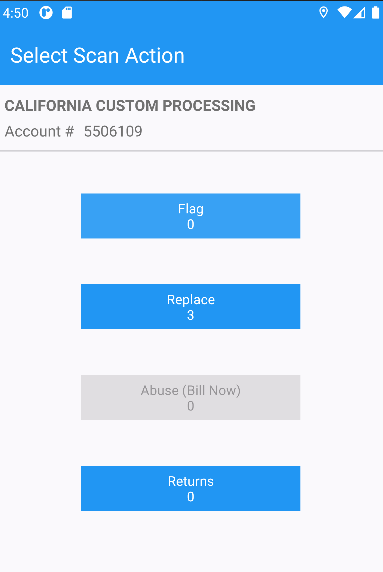 4:50
Select Scan Action
CALIFORNIA CUSTOM PROCESSING
Account # 5506109
Flag
0
Replace
3
Abuse (Bill Now)
0
Returns
0